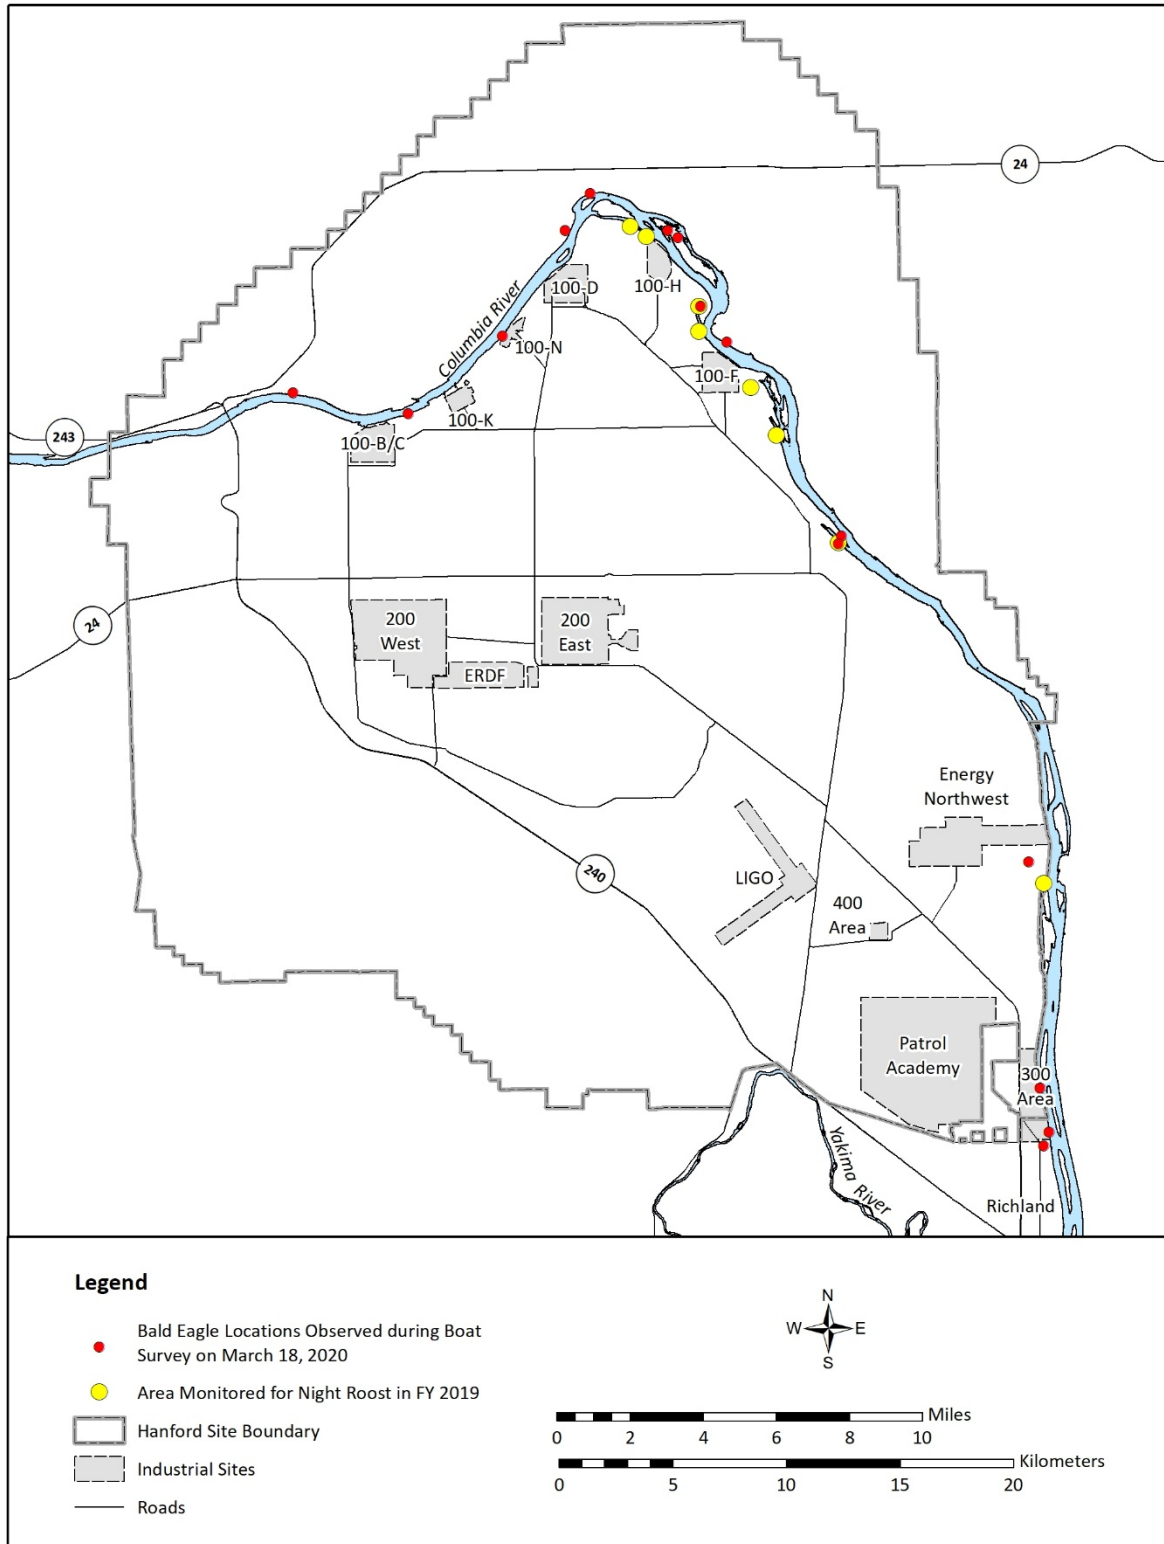 24
Columbia River
100-D
100-H
100-N
100-F
100-K
243
100-B/C
24
200
West
200
East
ERDF
Energy
Northwest
LIGO
240
400
Area
Patrol
Academy
300
Area
Yakima River
Richland
Legend
Bald Eagle Locations Observed during Boat
Survey on March 18, 2020
Area Monitored for Night Roost in FY 2019
Hanford Site Boundary
Industrial Sites
Roads
N
W E
S
Miles
0 2 4 6 8 10
Kilometers
0 5 10 15 20